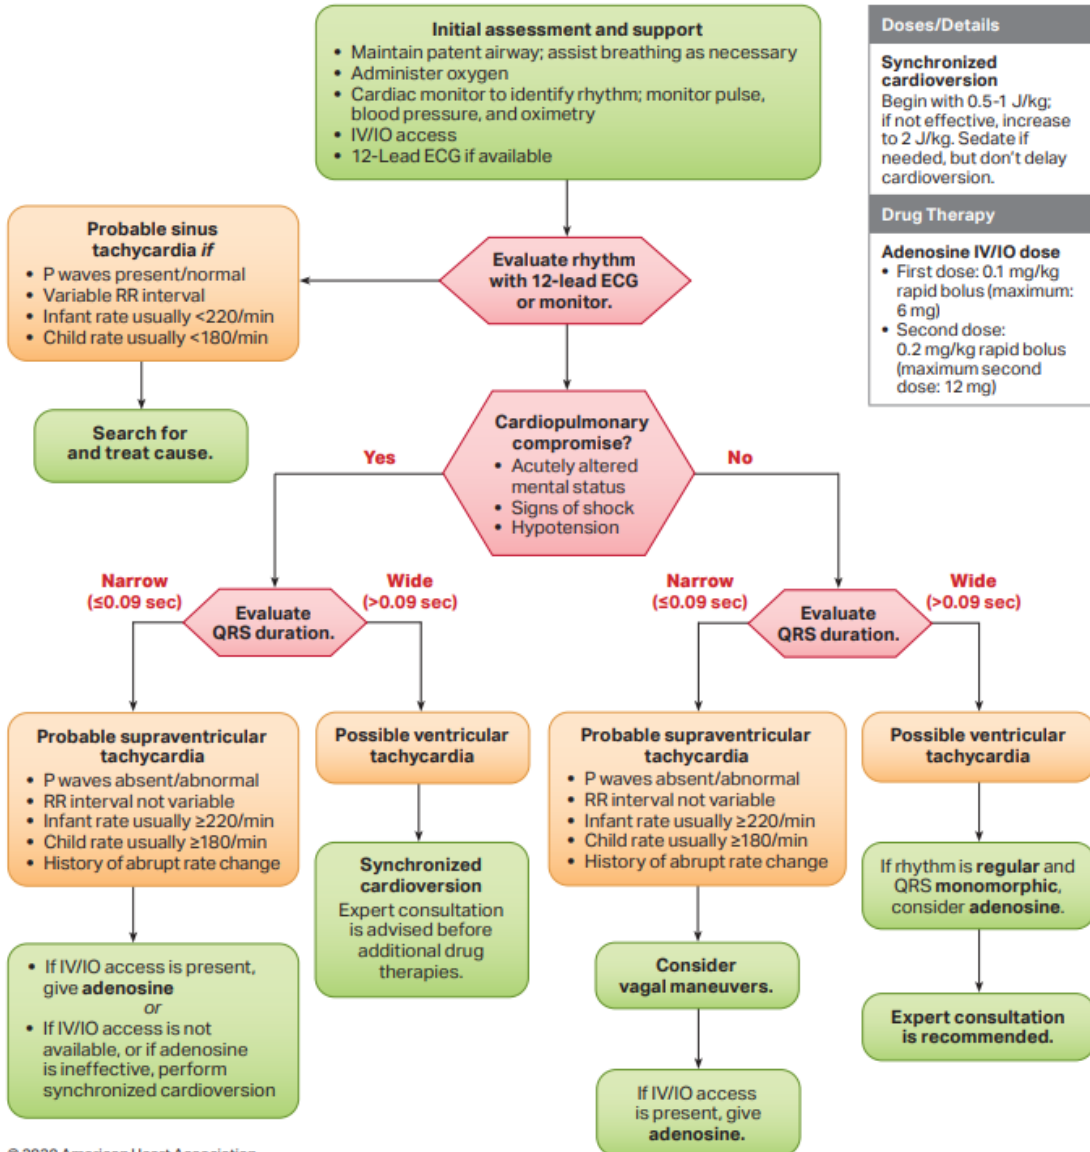 Initial assessment and support
• Maintain patent airway; assist breathing as necessary
• Administer oxygen
• Cardiac monitor to identify rhythm; monitor pulse,
blood pressure, and oximetry
• IV/IO access
• 12-Lead ECG if available
Doses/Details
Synchronized
cardioversion
Begin with 0.5-1 J/kg;
if not effective, increase
to 2 J/kg. Sedate if
needed, but don’t delay
cardioversion.
Drug Therapy
Adenosine IV/IO dose
• First dose: 0.1 mg/kg
rapid bolus (maximum:
6 mg)
• Second dose:
0.2 mg/kg rapid bolus
(maximum second
dose: 12 mg)
Probable sinus
tachycardia if
• P waves present/normal
• Variable RR interval
• Infant rate usually <220/min
• Child rate usually <180/min
Evaluate rhythm
with 12-lead ECG
or monitor.
Search for
and treat cause.
Cardiopulmonary
compromise?
• Acutely altered
mental status
• Signs of shock
• Hypotension
Yes
No
Narrow
(≤0.09 sec)
Evaluate
QRS duration.
Wide
(>0.09 sec)
Narrow
(≤0.09 sec)
Evaluate
QRS duration.
Wide
(>0.09 sec)
Probable supraventricular
tachycardia
• P waves absent/abnormal
• RR interval not variable
• Infant rate usually ≥220/min
• Child rate usually ≥180/min
• History of abrupt rate change
Possible ventricular
tachycardia
Probable supraventricular
tachycardia
• P waves absent/abnormal
• RR interval not variable
• Infant rate usually ≥220/min
• Child rate usually ≥180/min
• History of abrupt rate change
Possible ventricular
tachycardia
• If IV/IO access is present,
give adenosine
or
• If IV/IO access is not
available, or if adenosine
is ineffective, perform
synchronized cardioversion
Synchronized
cardioversion
Expert consultation
is advised before
additional drug
therapies.
Consider
vagal maneuvers.
If IV/IO access
is present, give
adenosine.
If rhythm is regular and
QRS monomorphic,
consider adenosine.
Expert consultation
is recommended.
© 2020 American Heart Association